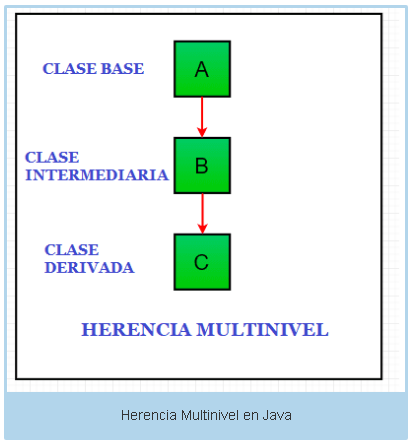 CLASE BASE
A
CLASE
INTERMEDIARIA
B
CLASE
DERIVADA
C
HERENCIA MULTINIVEL
Herencia Multinivel en Java